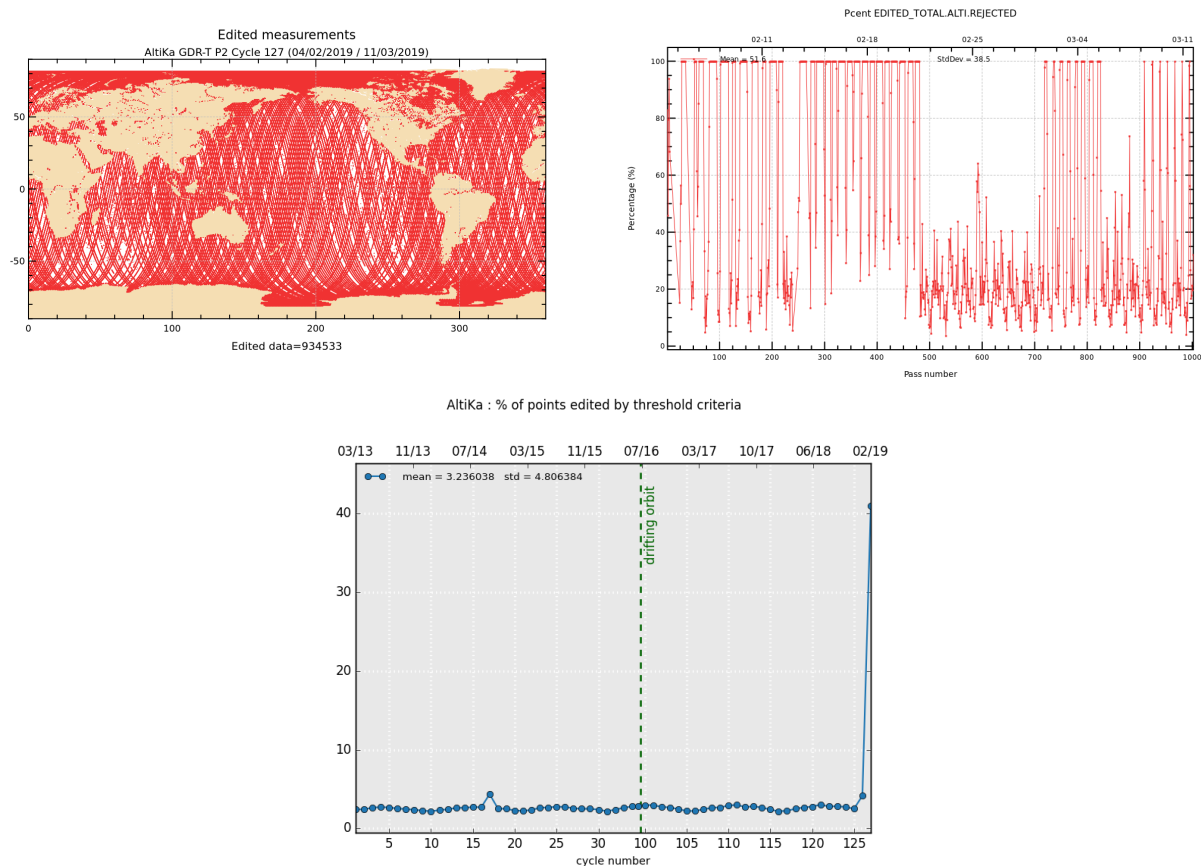 Edited measurements
AltiKa GDR-T P2 Cycle 127 (04/02/2019 / 11/03/2019)
50
0
-50
0 100 200 300
Edited data=934533
Pcent EDITED_TOTAL.ALTI.REJECTED
02-11 02-18 02-25 03-04 03-11
Mean = 51.6 StdDev = 38.5
Percentage (%)
100
80
60
40
20
0
100 200 300 400 500 600 700 800 900 1000
Pass number
AltiKa : % of points edited by threshold criteria
03/13 11/13 07/14 03/15 11/15 07/16 03/17 10/17 06/18 02/19
mean = 3.236038 std = 4.806384
drifting orbit
40
30
20
10
0
5 10 15 20 25 30 100 105 110 115 120 125
cycle number